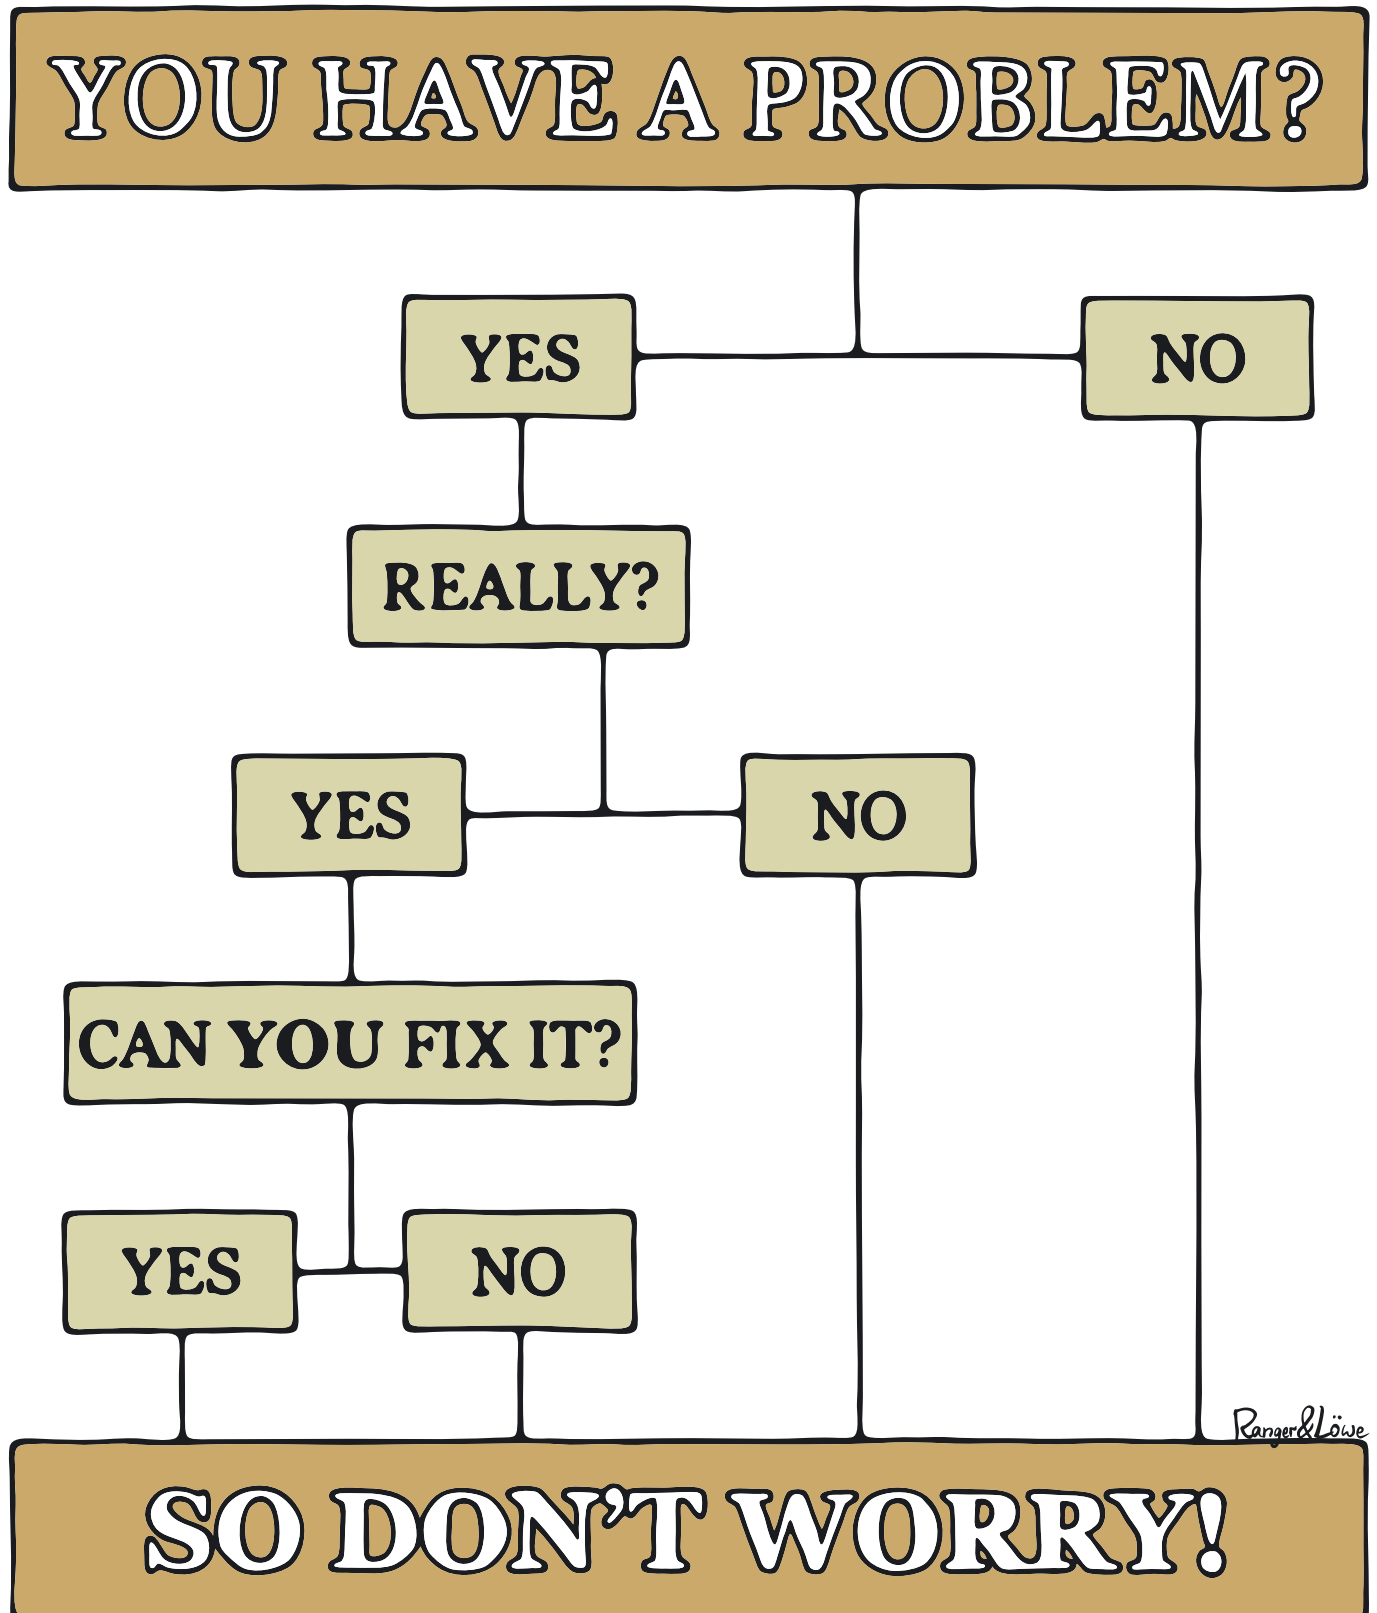 YOU HAVE A PROBLEM?
YES
NO
REALLY?
YES
NO
CAN YOU FIX IT?
YES
NO
Ranger&Löwe
SO DON'T WORRY!